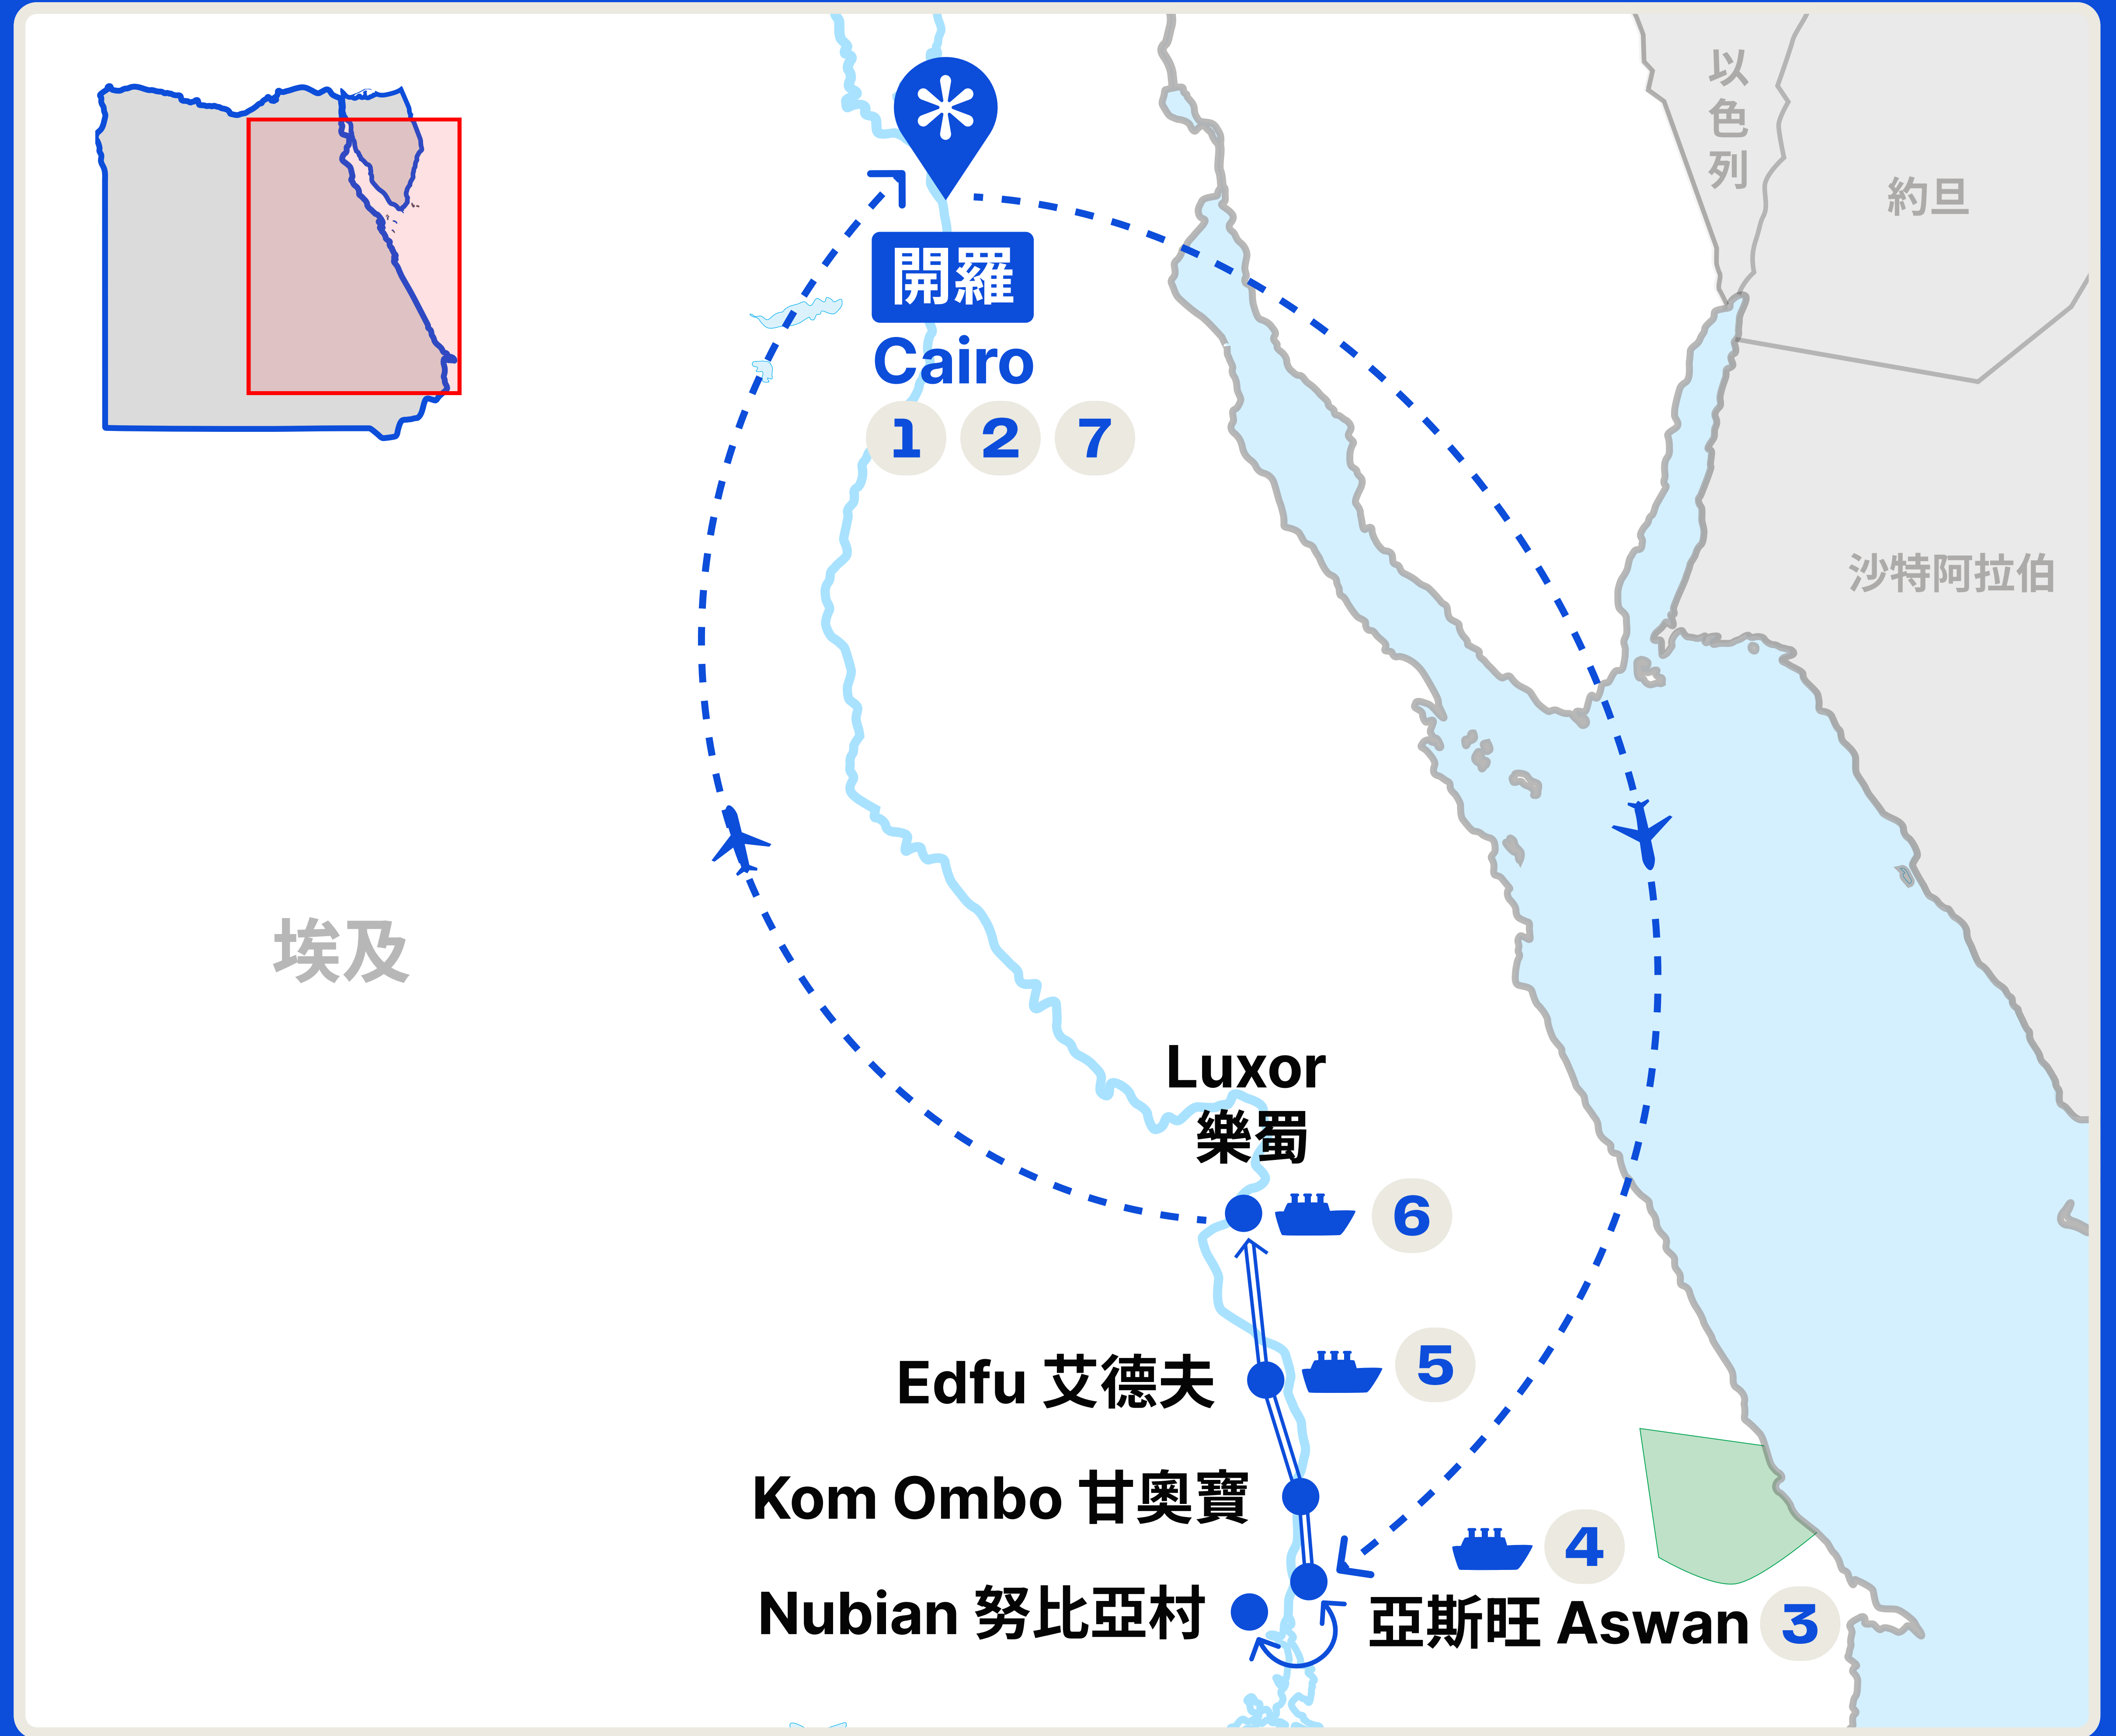 以色列
約旦
開羅
Cairo
1 2 7
沙特阿拉伯
埃及
Luxor
樂蜀
6
Edfu 艾德夫
5
Kom Ombo 甘奧寶
4
Nubian 努比亞村
亞斯旺 Aswan 3